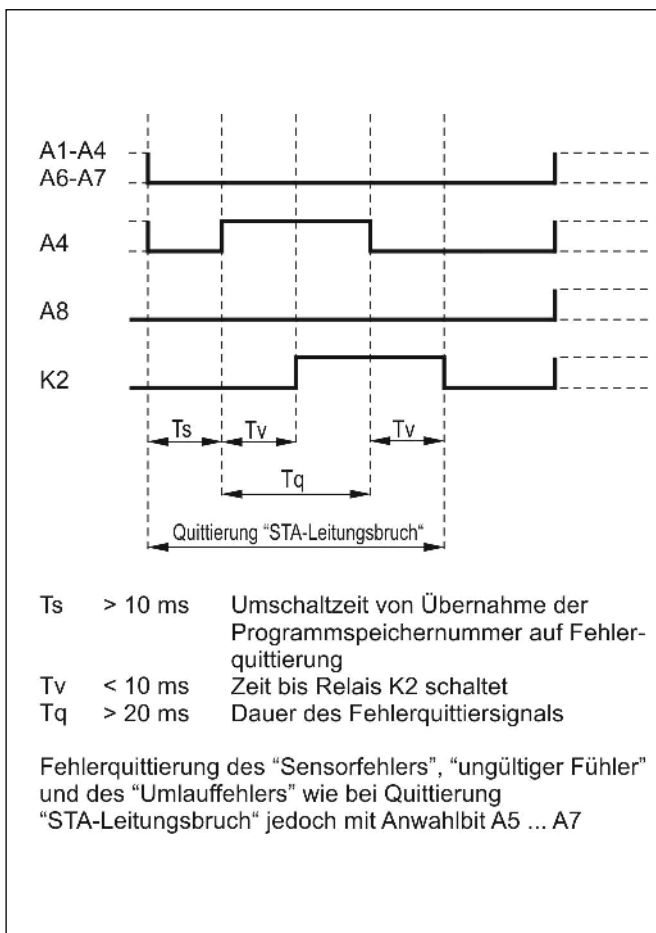 A1-A4
A6-A7
A4
A8
K2
Ts Tv Tv
Tq
Quittierung “STA-Leitungsbruch“
Ts > 10 ms Umschaltzeit von Übernahme der
Programmspeichernummer auf Fehler-
quittierung
Tv < 10 ms Zeit bis Relais K2 schaltet
Tq > 20 ms Dauer des Fehlerquittiersignals
Fehlerquittierung des “Sensorfehlers”, “ungültiger Fühler”
und des “Umlauffehlers” wie bei Quittierung
“STA-Leitungsbruch“ jedoch mit Anwahlbit A5 ... A7